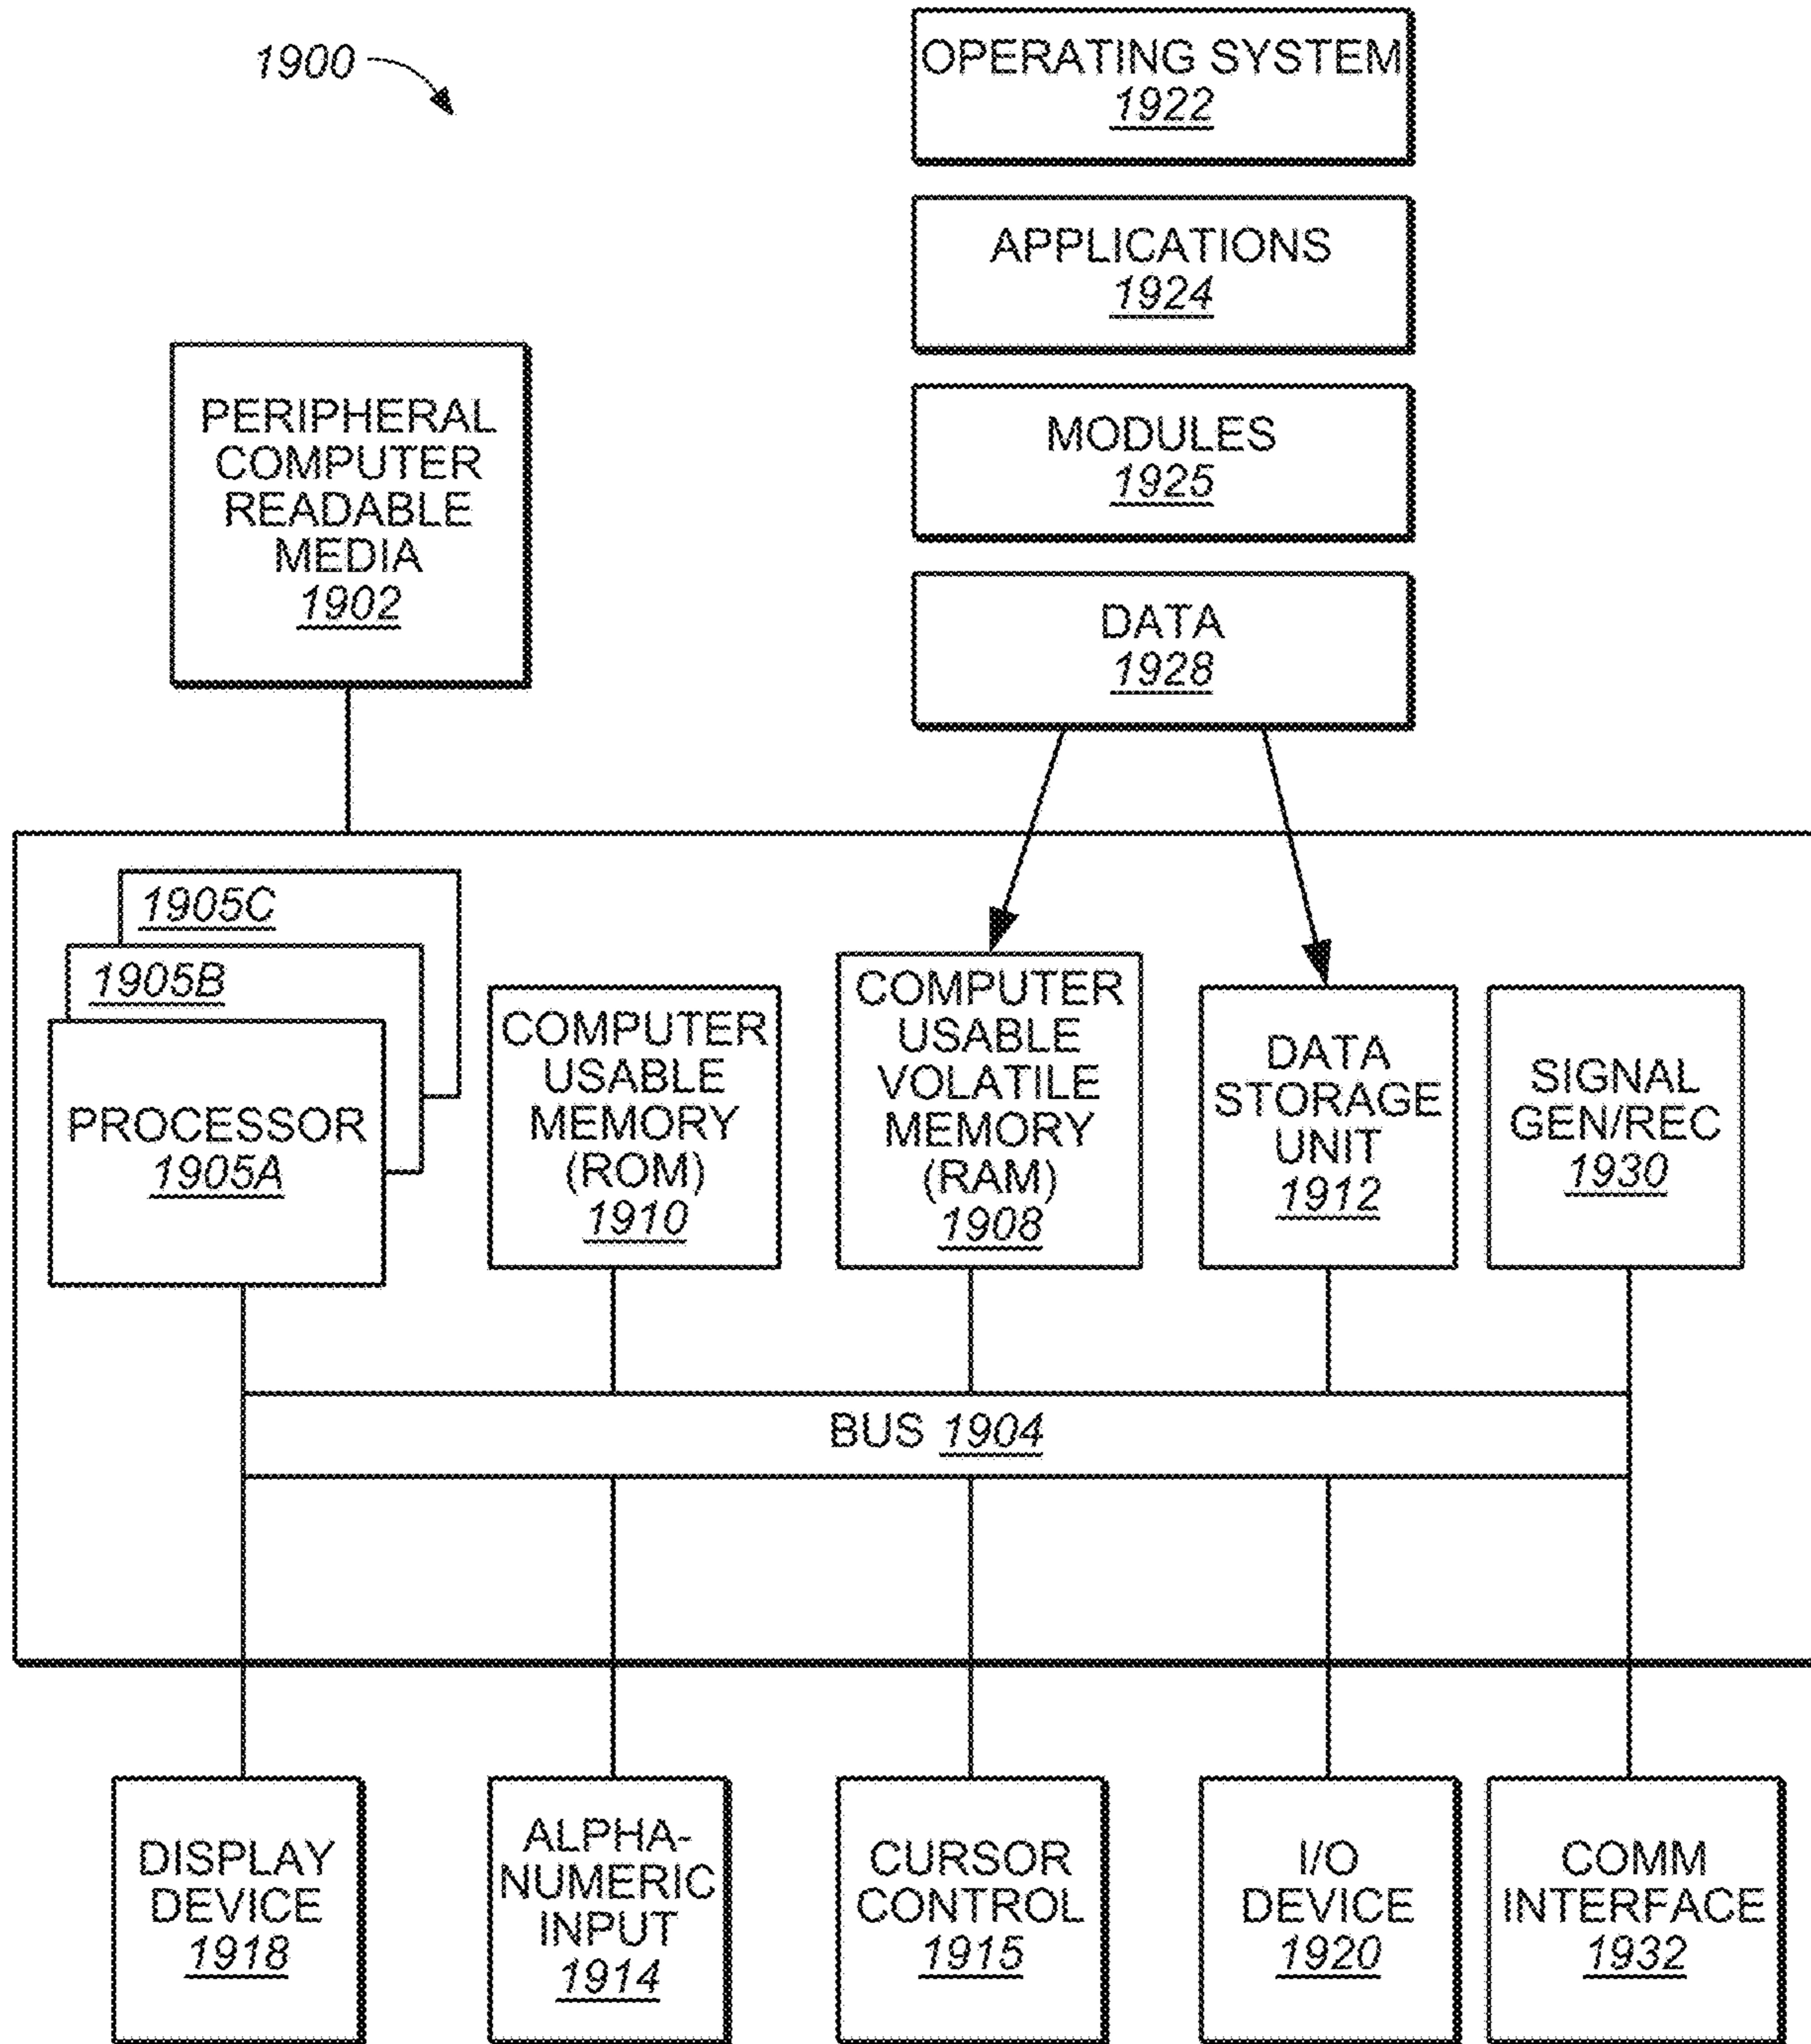 1900
OPERATING SYSTEM
1922
APPLICATIONS
1924
MODULES
1925
DATA
1928
PERIPHERAL
COMPUTER
READABLE
MEDIA
1902
1905C
1905B
PROCESSOR
1905A
COMPUTER
USABLE
MEMORY
(ROM)
1910
COMPUTER
USABLE
VOLATILE
MEMORY
(RAM)
1908
DATA
STORAGE
UNIT
1912
SIGNAL
GEN/REC
1930
BUS 1904
DISPLAY
DEVICE
1918
ALPHA-
NUMERIC
INPUT
1914
CURSOR
CONTROL
1915
I/O
DEVICE
1920
COMM
INTERFACE
1932